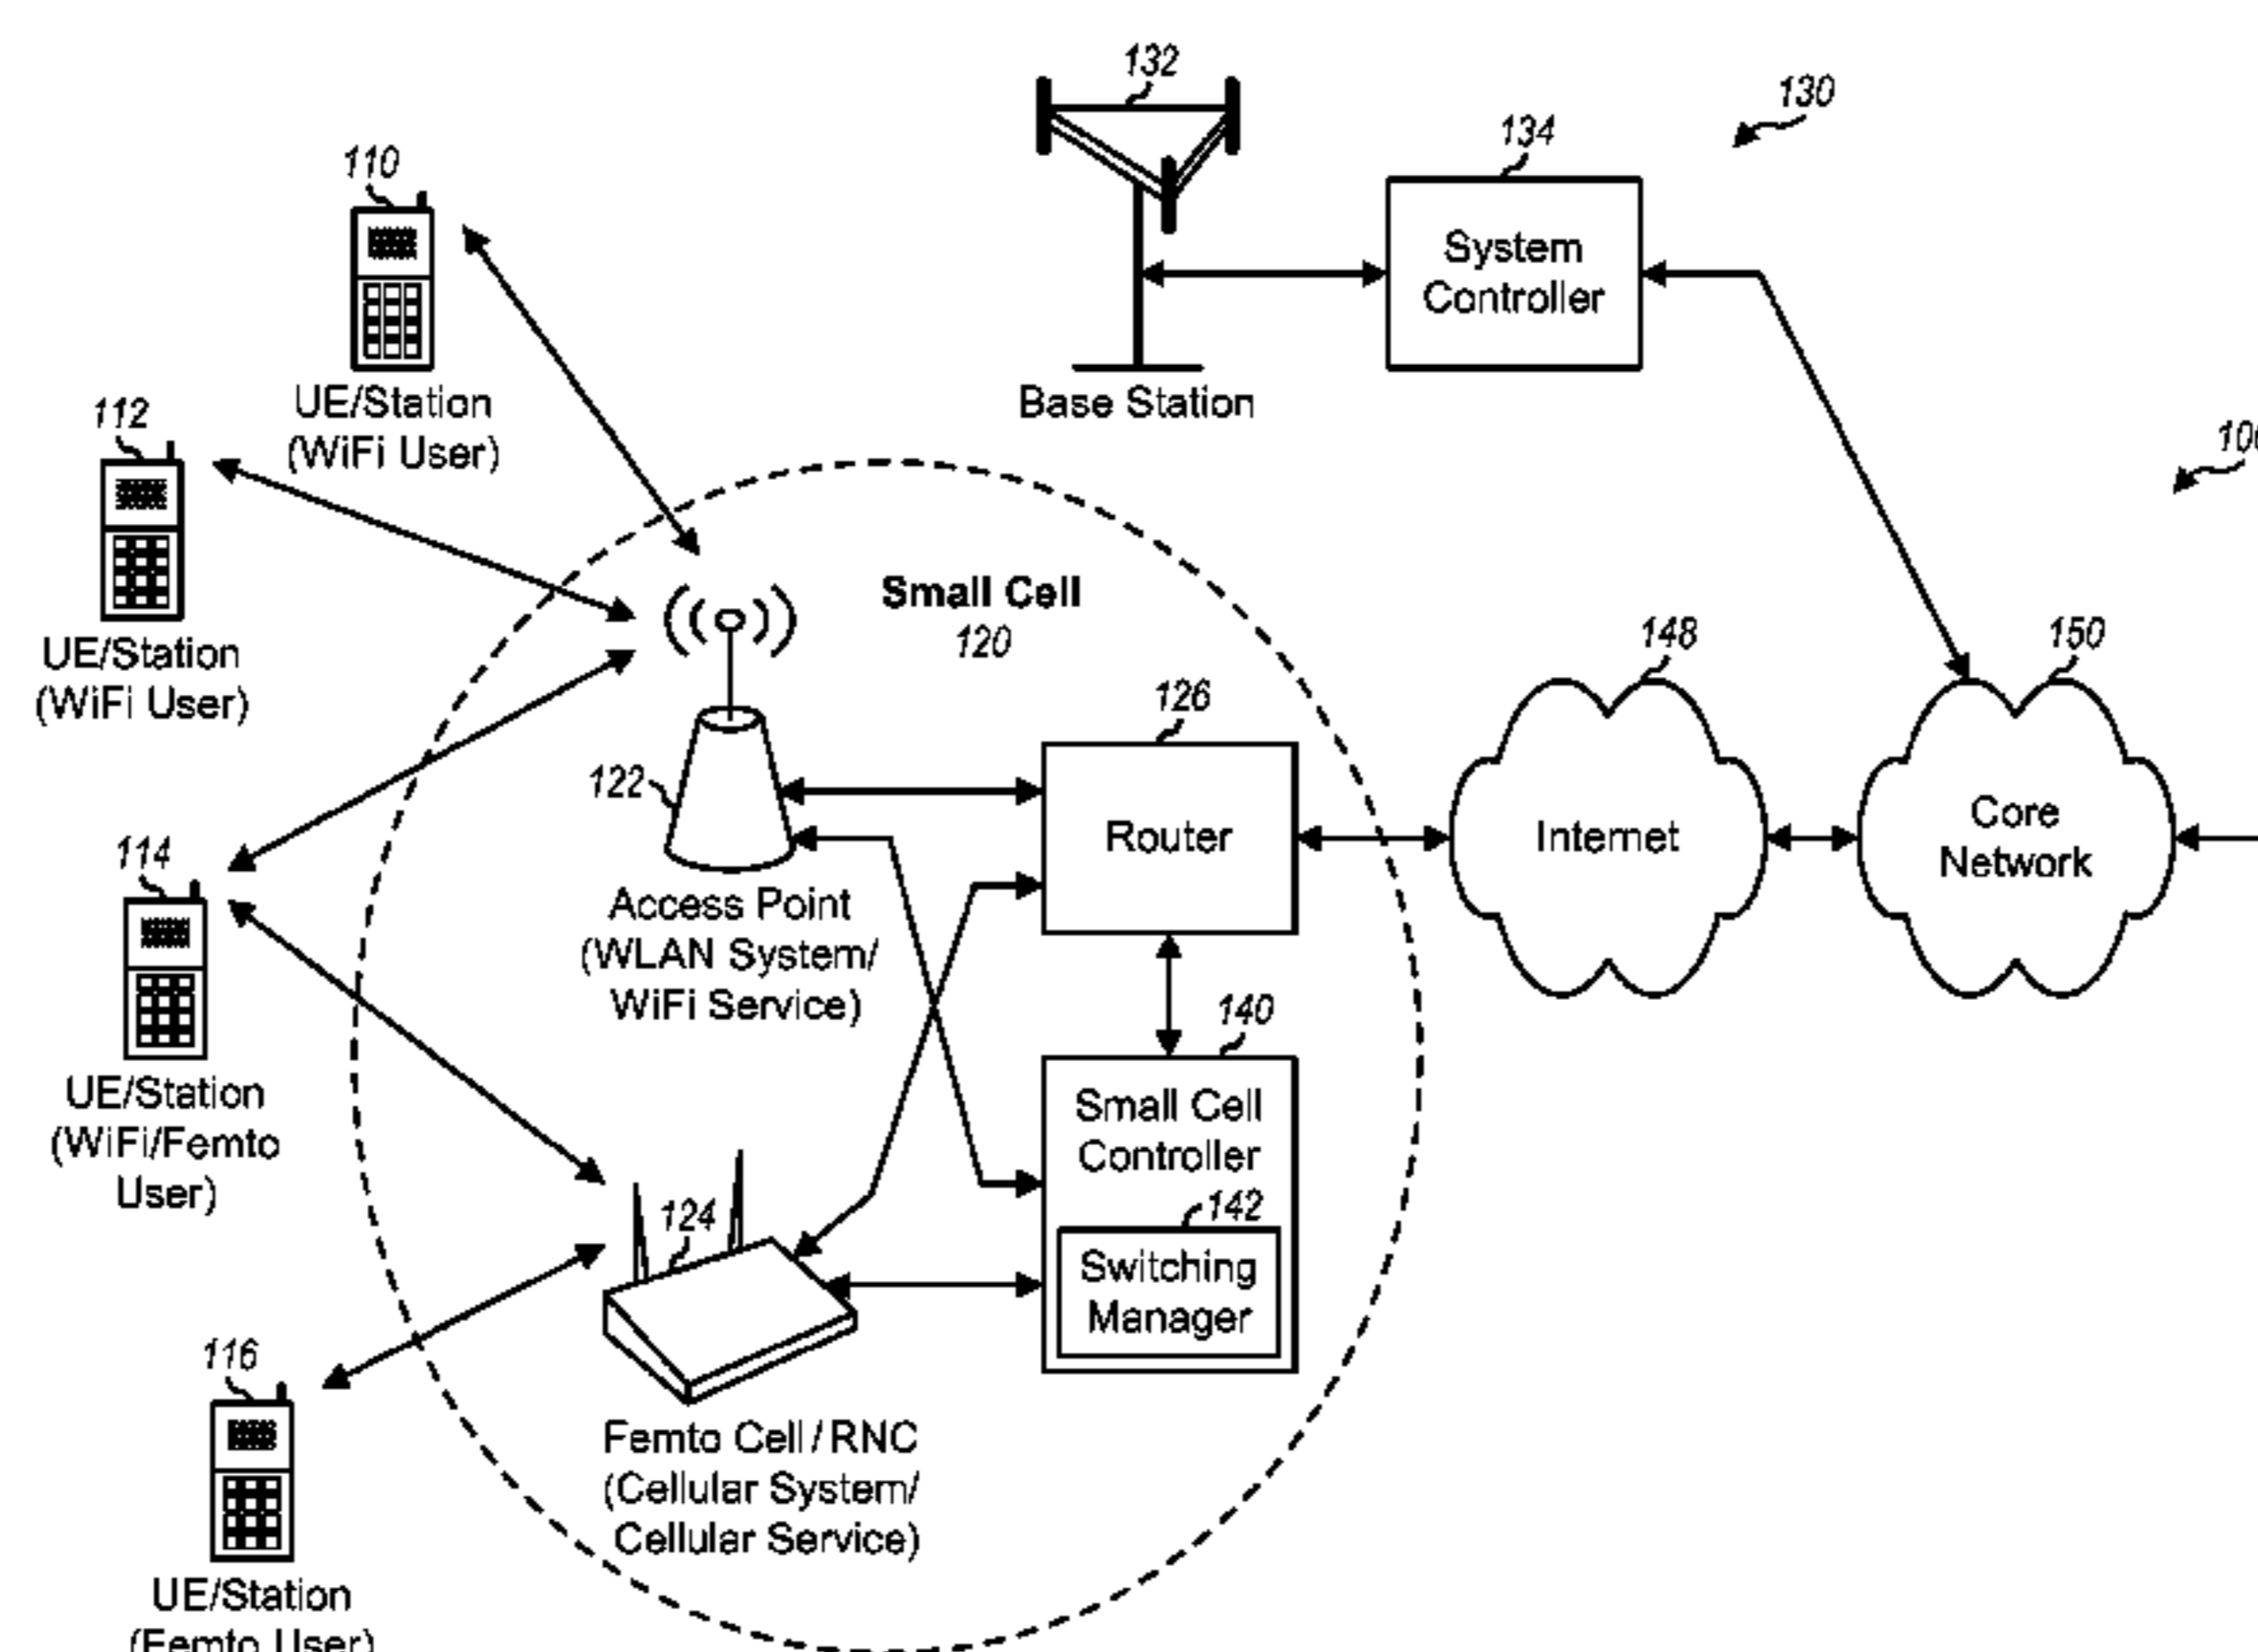 132
130
134
110
System
Controller
Base Station
UE/Station
(WiFi User)
112
UE/Station
(WiFi User)
Small Cell
120
148
150
126
122
Router
Internet
Core
Network
Access Point
(WLAN System/
WiFi Service)
114
UE/Station
(WiFi/Femto
User)
140
Small Cell
Controller
142
Switching
Manager
124
116
Femto Cell/RNC
(Cellular System/
Cellular Service)
UE/Station
(Femto User)